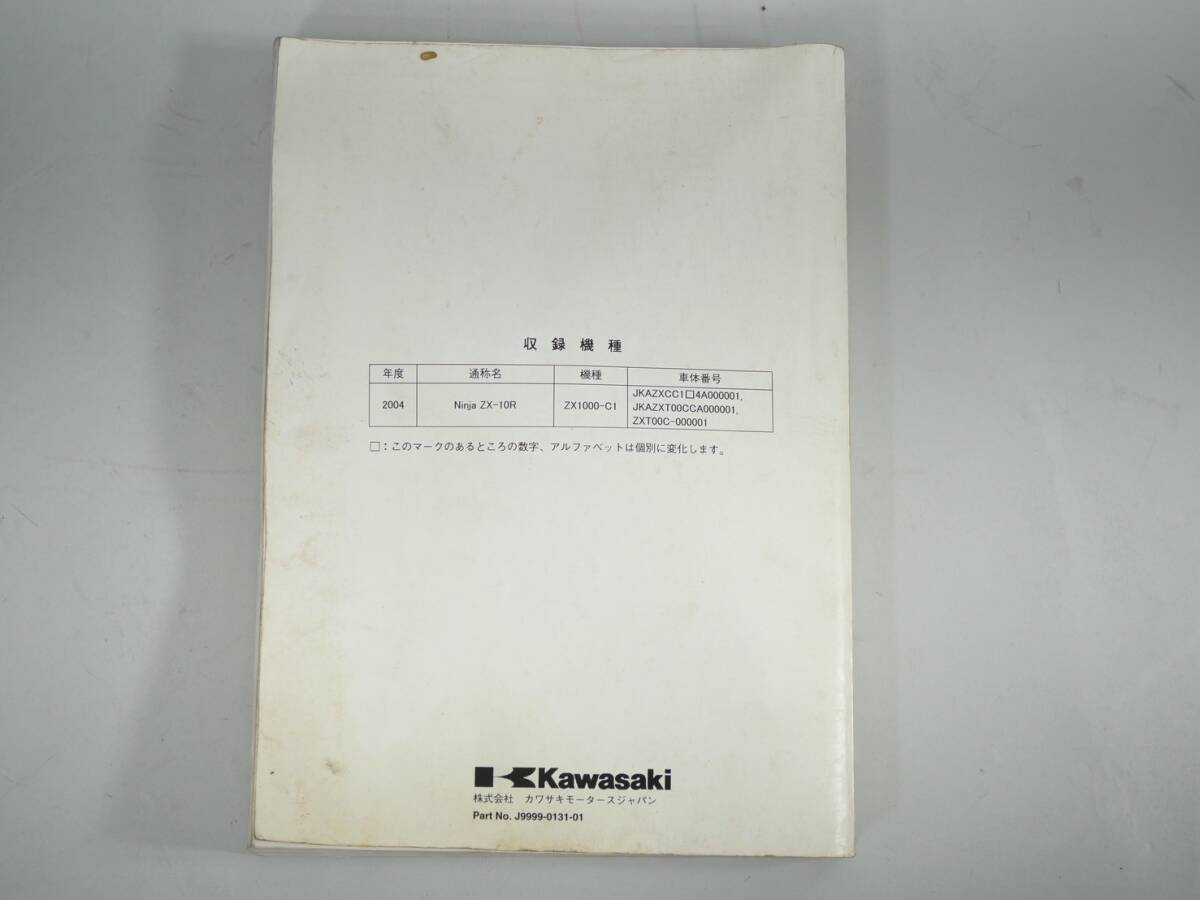 収録機種
年度 通称名 機種 車体番号
2004 Ninja ZX-10R ZX1000-C1 JKAZXCC1□4A000001,
JKAZXT00CCA000001,
ZXT00C-000001
□：このマークのあるところの数字、アルファベットは個別に変化します。
Kawasaki
株式会社 カワサキモータースジャパン
Part No. J9999-0131-01